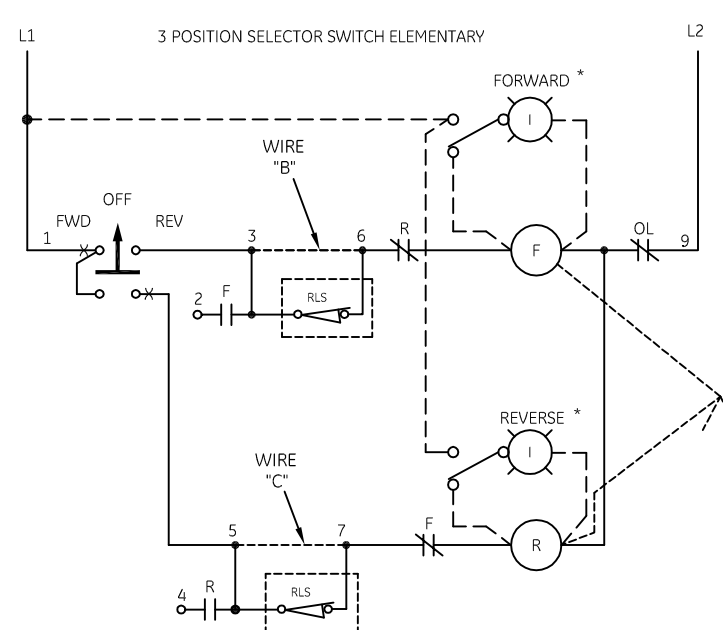 L1
3 POSITION SELECTOR SWITCH ELEMENTARY
L2
FORWARD *
I
WIRE
"B"
OFF
FWD
REV
1
3
6
R
F
OL
9
2
F
RLS
REVERSE *
I
WIRE
"C"
5
7
F
R
4
R
RLS